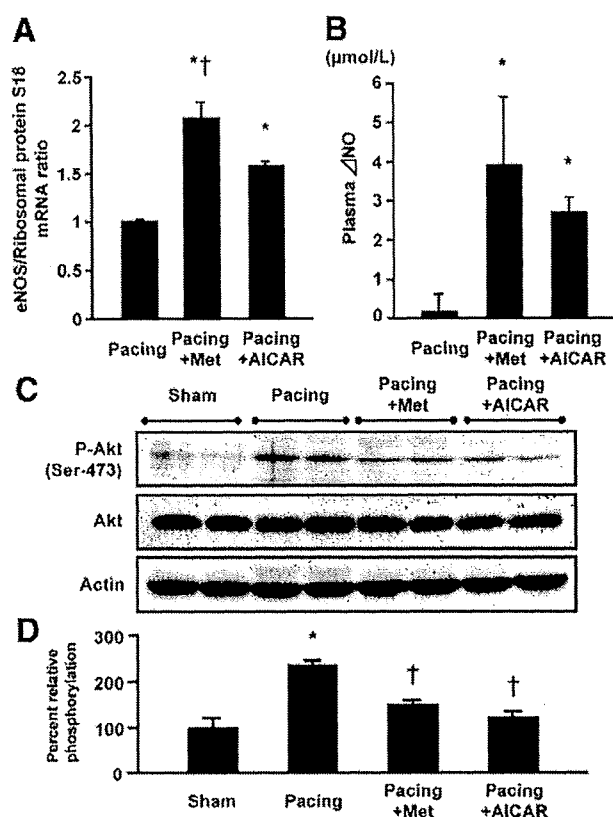 A
eNOS/Ribosomal protein S18
mRNA ratio
2.5
2
1.5
1
0.5
0
*†
*
Pacing
Pacing
+Met
Pacing
+AICAR
B
(μmol/L)
Plasma ⊿NO
6
5
4
3
2
1
0
*
*
Pacing
Pacing
+Met
Pacing
+AICAR
C
Sham
Pacing
Pacing
+Met
Pacing
+AICAR
P-Akt
(Ser-473)
Akt
Actin
D
Percent relative
phosphorylation
300
200
100
0
*
†
†
Sham
Pacing
Pacing
+Met
Pacing
+AICAR